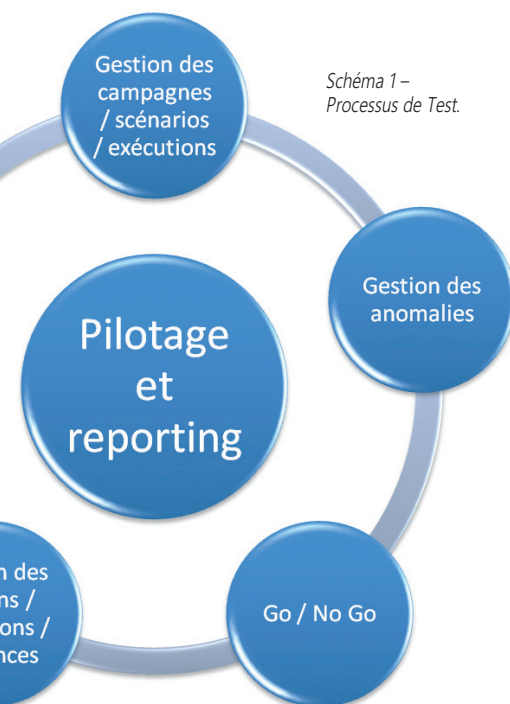 Gestion des
campagnes
/ scénarios
/ exécutions
Schéma 1 –
Processus de Test.
Gestion des
anomalies
Pilotage
et
reporting
des
/
/
Go / No Go